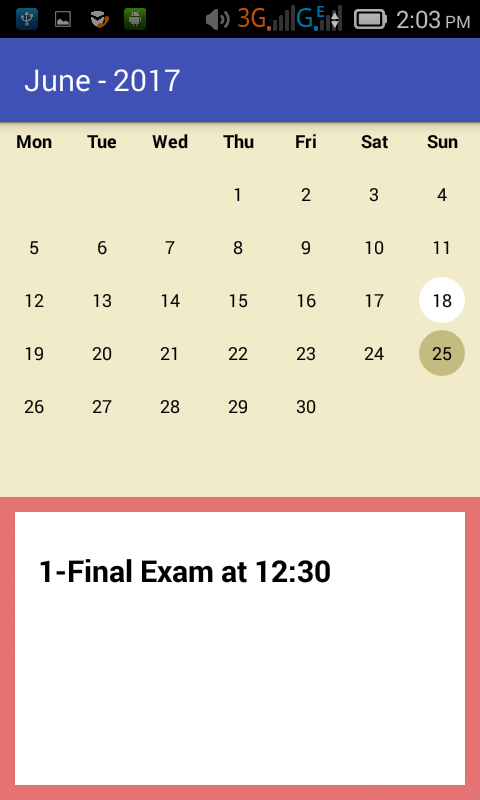 3G G E 2:03 PM
June - 2017
Mon Tue Wed Thu Fri Sat Sun
1 2 3 4
5 6 7 8 9 10 11
12 13 14 15 16 17 18
19 20 21 22 23 24 25
26 27 28 29 30
1-Final Exam at 12:30